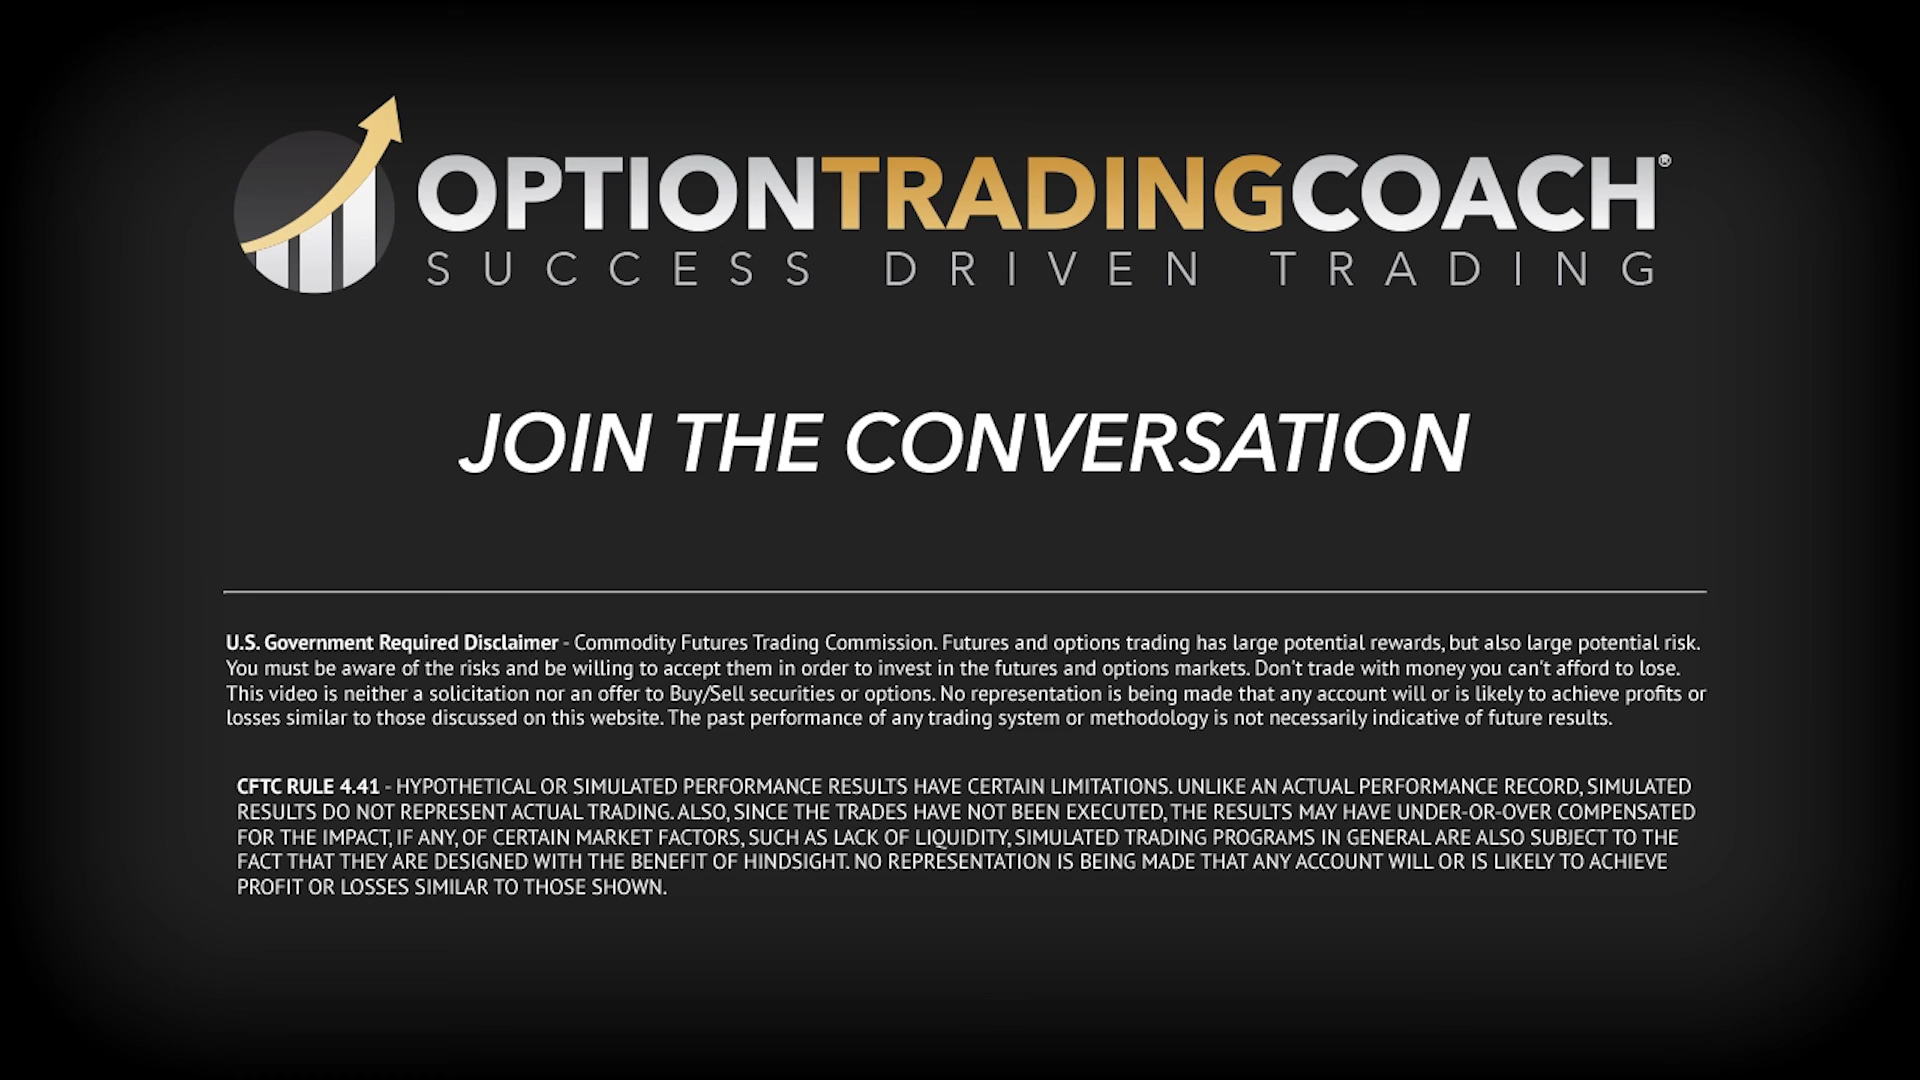 OPTIONTRADINGCOACH®
SUCCESS DRIVEN TRADING
JOIN THE CONVERSATION
U.S. Government Required Disclaimer - Commodity Futures Trading Commission. Futures and options trading has large potential rewards, but also large potential risk.
You must be aware of the risks and be willing to accept them in order to invest in the futures and options markets. Don't trade with money you can't afford to lose.
This video is neither a solicitation nor an offer to Buy/Sell securities or options. No representation is being made that any account will or is likely to achieve profits or
losses similar to those discussed on this website. The past performance of any trading system or methodology is not necessarily indicative of future results.
CFTC RULE 4.41 - HYPOTHETICAL OR SIMULATED PERFORMANCE RESULTS HAVE CERTAIN LIMITATIONS. UNLIKE AN ACTUAL PERFORMANCE RECORD, SIMULATED
RESULTS DO NOT REPRESENT ACTUAL TRADING. ALSO, SINCE THE TRADES HAVE NOT BEEN EXECUTED, THE RESULTS MAY HAVE UNDER-OR-OVER COMPENSATED
FOR THE IMPACT, IF ANY, OF CERTAIN MARKET FACTORS, SUCH AS LACK OF LIQUIDITY, SIMULATED TRADING PROGRAMS IN GENERAL ARE ALSO SUBJECT TO THE
FACT THAT THEY ARE DESIGNED WITH THE BENEFIT OF HINDSIGHT. NO REPRESENTATION IS BEING MADE THAT ANY ACCOUNT WILL OR IS LIKELY TO ACHIEVE
PROFIT OR LOSSES SIMILAR TO THOSE SHOWN.